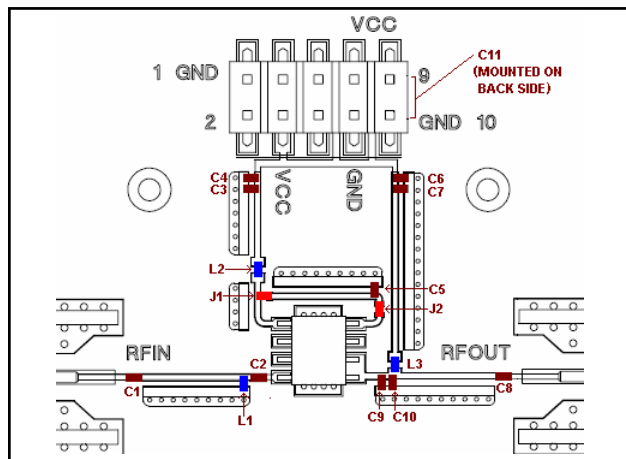 VCC
C11
(MOUNTED ON
BACK SIDE)
1 GND
9
2
GND 10
C4
C3
VCC
GND
C6
C7
L2
J1
C5
J2
RFIN
C2
L3
RFOUT
C1
C8
L1
C9
C10